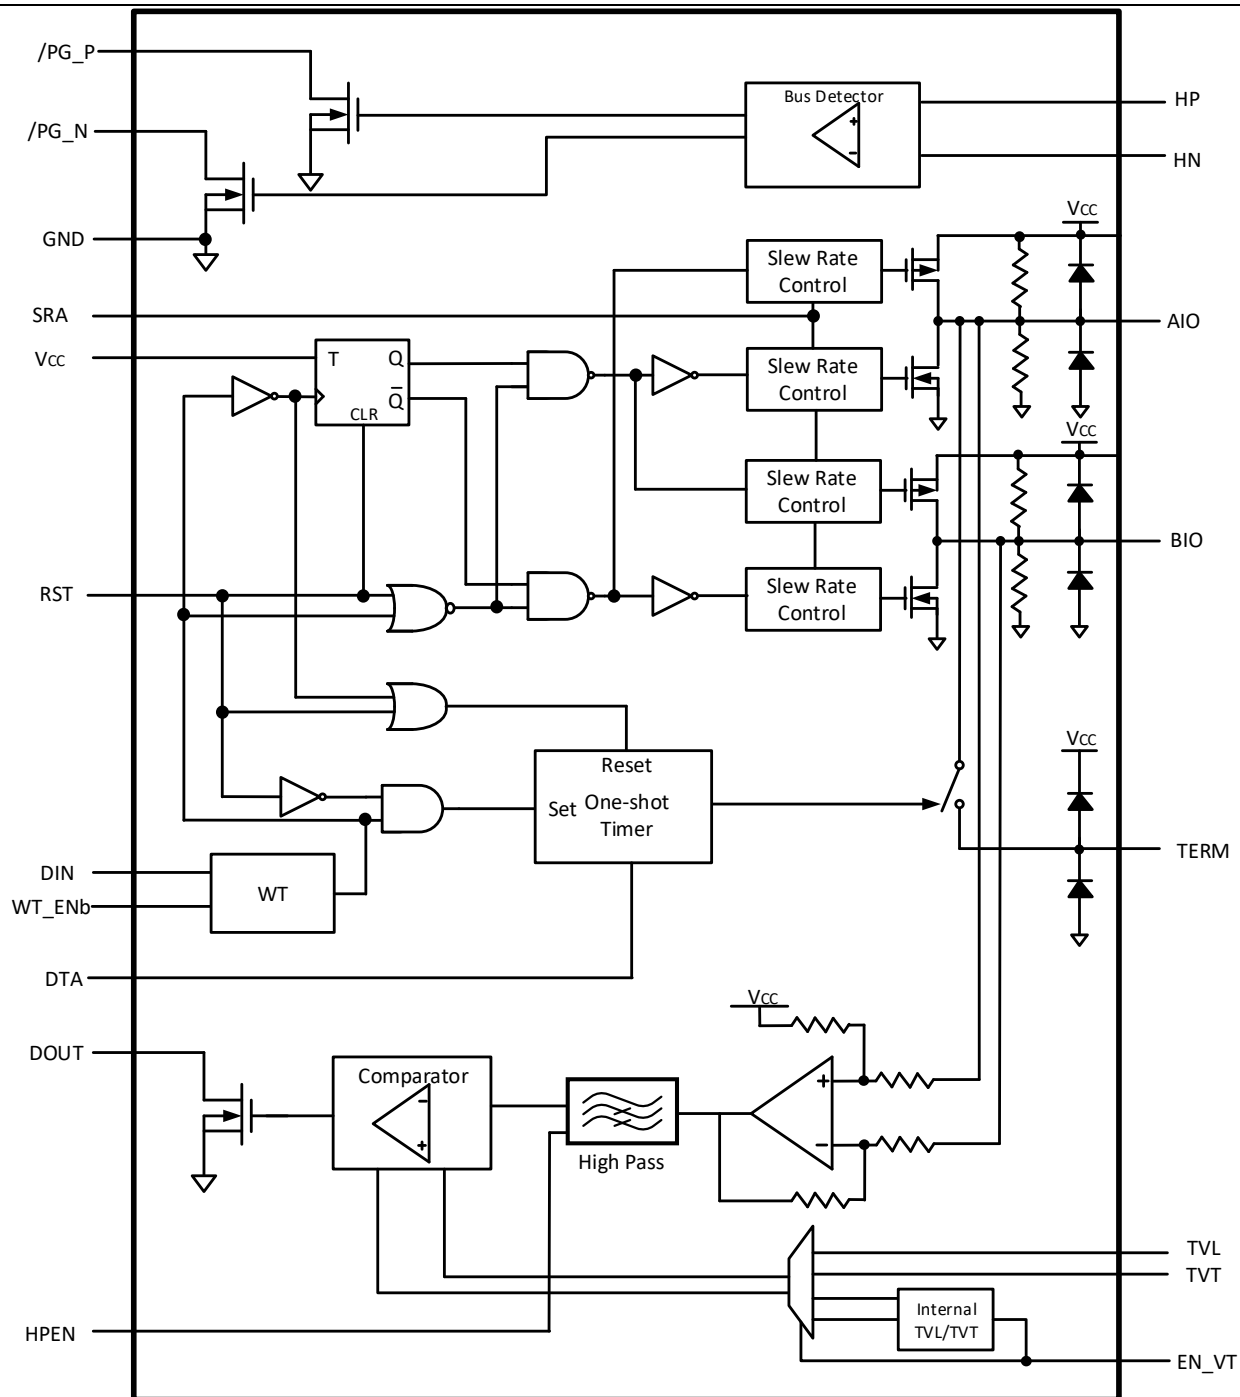 /PG_P
Bus Detector
+
−
HP
/PG_N
HN
GND
VCC
Slew Rate
Control
SRA
AIO
VCC
T
Q
Q̅
CLR
Slew Rate
Control
VCC
Slew Rate
Control
BIO
RST
Slew Rate
Control
VCC
Reset
Set One-shot
Timer
TERM
DIN
WT
WT_ENb
DTA
VCC
DOUT
Comparator
−
+
+
−
High Pass
TVL
TVT
Internal
TVL/TVT
HPEN
EN_VT